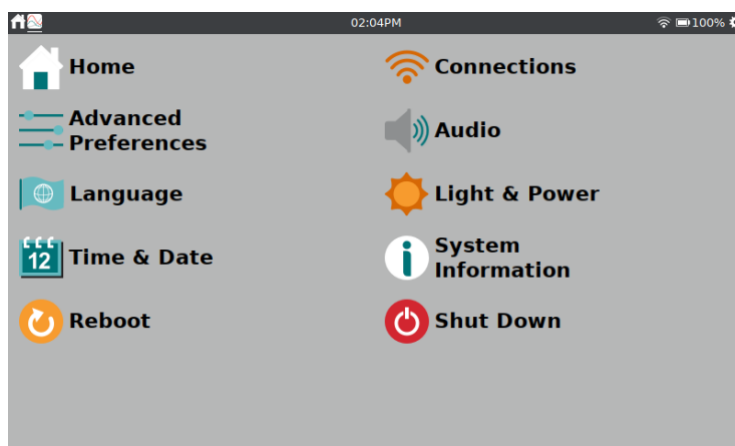 02:04PM
100%
Home
Connections
Advanced
Preferences
Audio
Language
Light & Power
12
Time & Date
System
Information
Reboot
Shut Down